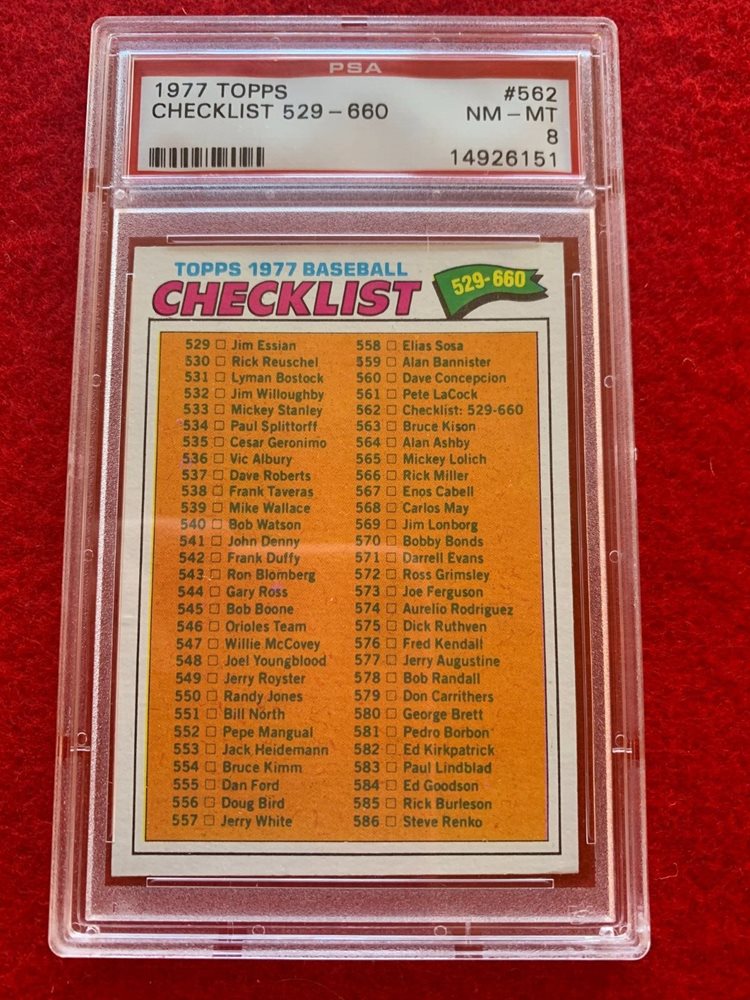 PSA
1977 TOPPS #562
CHECKLIST 529-660 NM-MT
8
14926151
TOPPS 1977 BASEBALL
CHECKLIST 529-660
529 □ Jim Essian
530 □ Rick Reuschel
531 □ Lyman Bostock
532 □ Jim Willoughby
533 □ Mickey Stanley
534 □ Paul Splittorff
535 □ Cesar Geronimo
536 □ Vic Albury
537 □ Dave Roberts
538 □ Frank Taveras
539 □ Mike Wallace
540 □ Bob Watson
541 □ John Denny
542 □ Frank Duffy
543 □ Ron Blomberg
544 □ Gary Ross
545 □ Bob Boone
546 □ Orioles Team
547 □ Willie McCovey
548 □ Joel Youngblood
549 □ Jerry Royster
550 □ Randy Jones
551 □ Bill North
552 □ Pepe Mangual
553 □ Jack Heidemann
554 □ Bruce Kimm
555 □ Dan Ford
556 □ Doug Bird
557 □ Jerry White
558 □ Elias Sosa
559 □ Alan Bannister
560 □ Dave Concepcion
561 □ Pete LaCock
562 □ Checklist: 529-660
563 □ Bruce Kison
564 □ Alan Ashby
565 □ Mickey Lolich
566 □ Rick Miller
567 □ Enos Cabell
568 □ Carlos May
569 □ Jim Lonborg
570 □ Bobby Bonds
571 □ Darrell Evans
572 □ Ross Grimsley
573 □ Joe Ferguson
574 □ Aurelio Rodriguez
575 □ Dick Ruthven
576 □ Fred Kendall
577 □ Jerry Augustine
578 □ Bob Randall
579 □ Don Carrithers
580 □ George Brett
581 □ Pedro Borbon
582 □ Ed Kirkpatrick
583 □ Paul Lindblad
584 □ Ed Goodson
585 □ Rick Burleson
586 □ Steve Renko